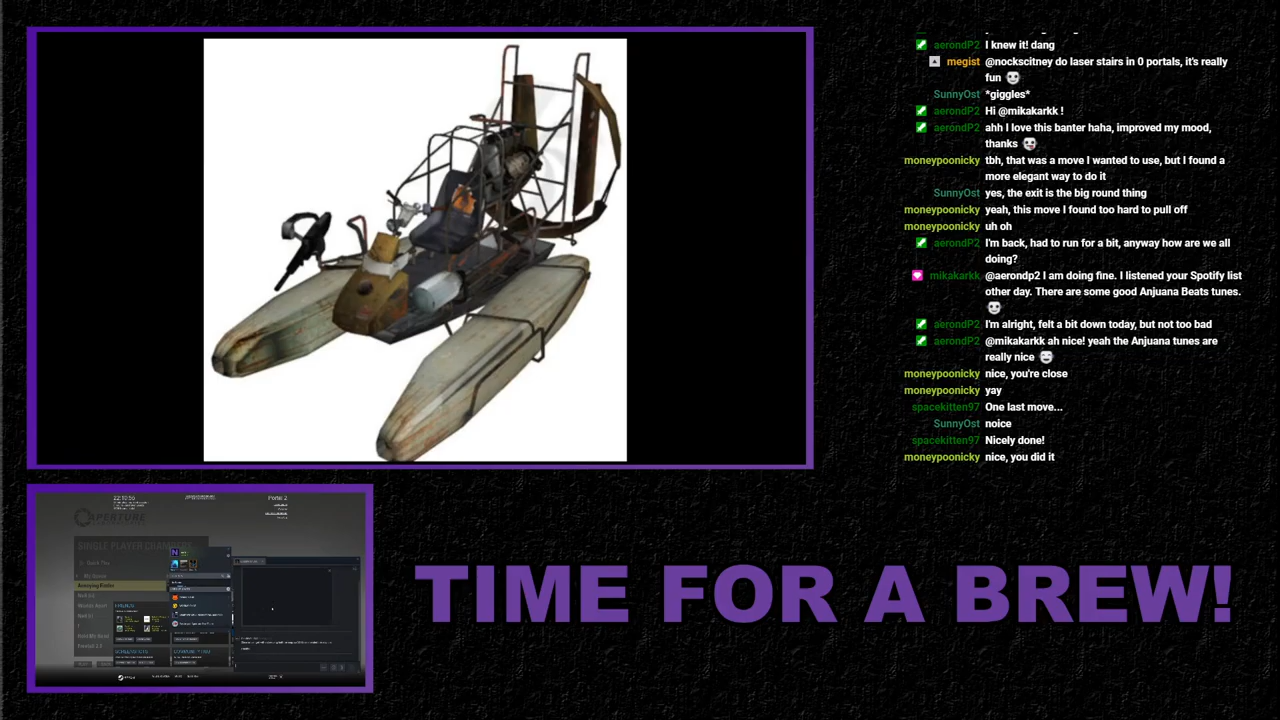 aerondP2 I knew it! dang
megist @nockscitney do laser stairs in 0 portals, it's really
fun
SunnyOst *giggles*
aerondP2 Hi @mikakarkk !
aerondP2 ahh I love this banter haha, improved my mood,
thanks
moneypoonicky tbh, that was a move I wanted to use, but I found a
more elegant way to do it
SunnyOst yes, the exit is the big round thing
moneypoonicky yeah, this move I found too hard to pull off
moneypoonicky uh oh
aerondP2 I'm back, had to run for a bit, anyway how are we all
doing?
mikakarkk @aerondp2 I am doing fine. I listened your Spotify list
other day. There are some good Anjuana Beats tunes.
aerondP2 I'm alright, felt a bit down today, but not too bad
aerondP2 @mikakarkk ah nice! yeah the Anjuana tunes are
really nice
moneypoonicky nice, you're close
moneypoonicky yay
spacekitten97 One last move...
SunnyOst noice
spacekitten97 Nicely done!
moneypoonicky nice, you did it
Portal 2
APERTURE
SINGLE PLAYER CHAMBERS
TIME FOR A BREW!